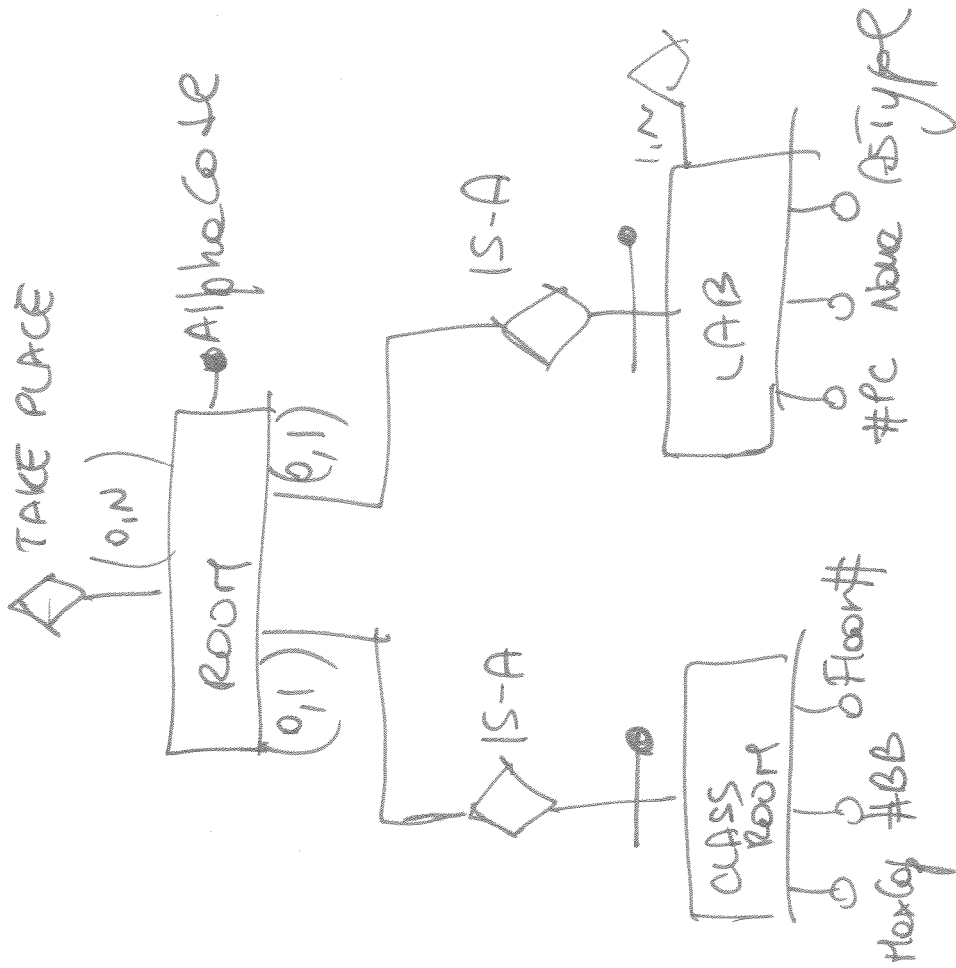 TAKE PLACE
(0,N)
ROOM
AlphaCode
(0,1)
(0,1)
IS-A
IS-A
1,N
CLASS
ROOM
LAB
MaxCap
#BB
Floor#
#PC
Name